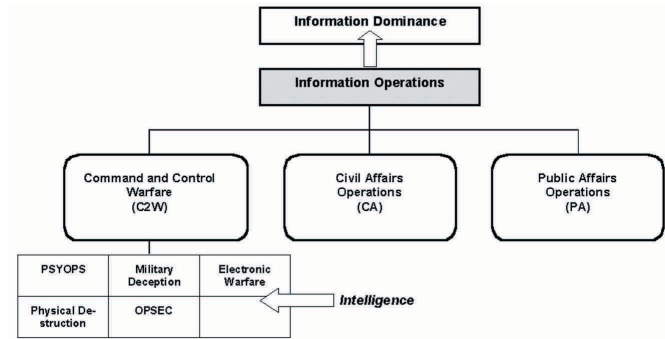 Information Dominance
Information Operations
Command and Control
Warfare
(C2W)
Civil Affairs
Operations
(CA)
Public Affairs
Operations
(PA)
PSYOPS
Military
Deception
Electronic
Warfare
Physical De-
struction
OPSEC
Intelligence